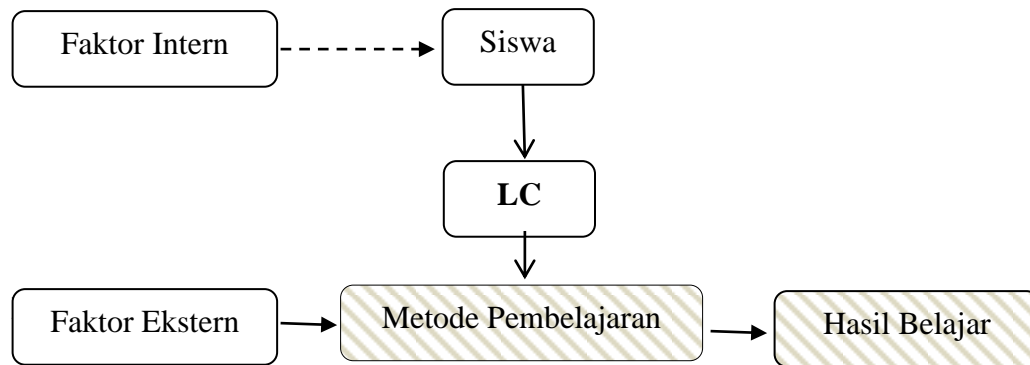 Faktor Intern
Siswa
LC
Faktor Ekstern
Metode Pembelajaran
Hasil Belajar